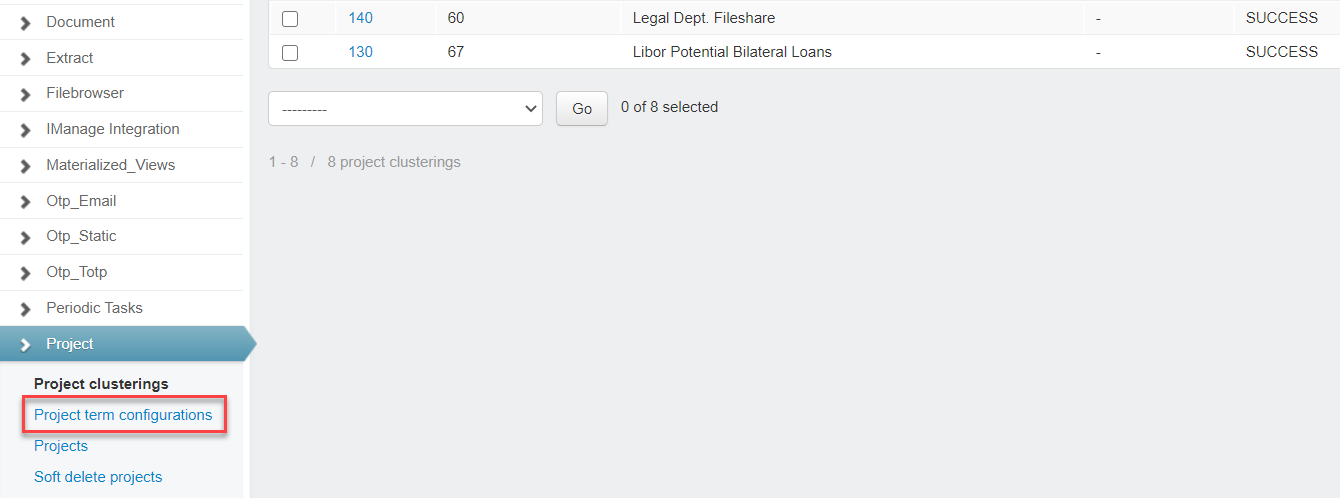 Document
Extract
Filebrowser
IManage Integration
Materialized_Views
Otp_Email
Otp_Static
Otp_Totp
Periodic Tasks
Project
Project clusterings
Project term configurations
Projects
Soft delete projects
140 60 Legal Dept. Fileshare - SUCCESS
130 67 Libor Potential Bilateral Loans - SUCCESS
--------- Go 0 of 8 selected
1 - 8 / 8 project clusterings